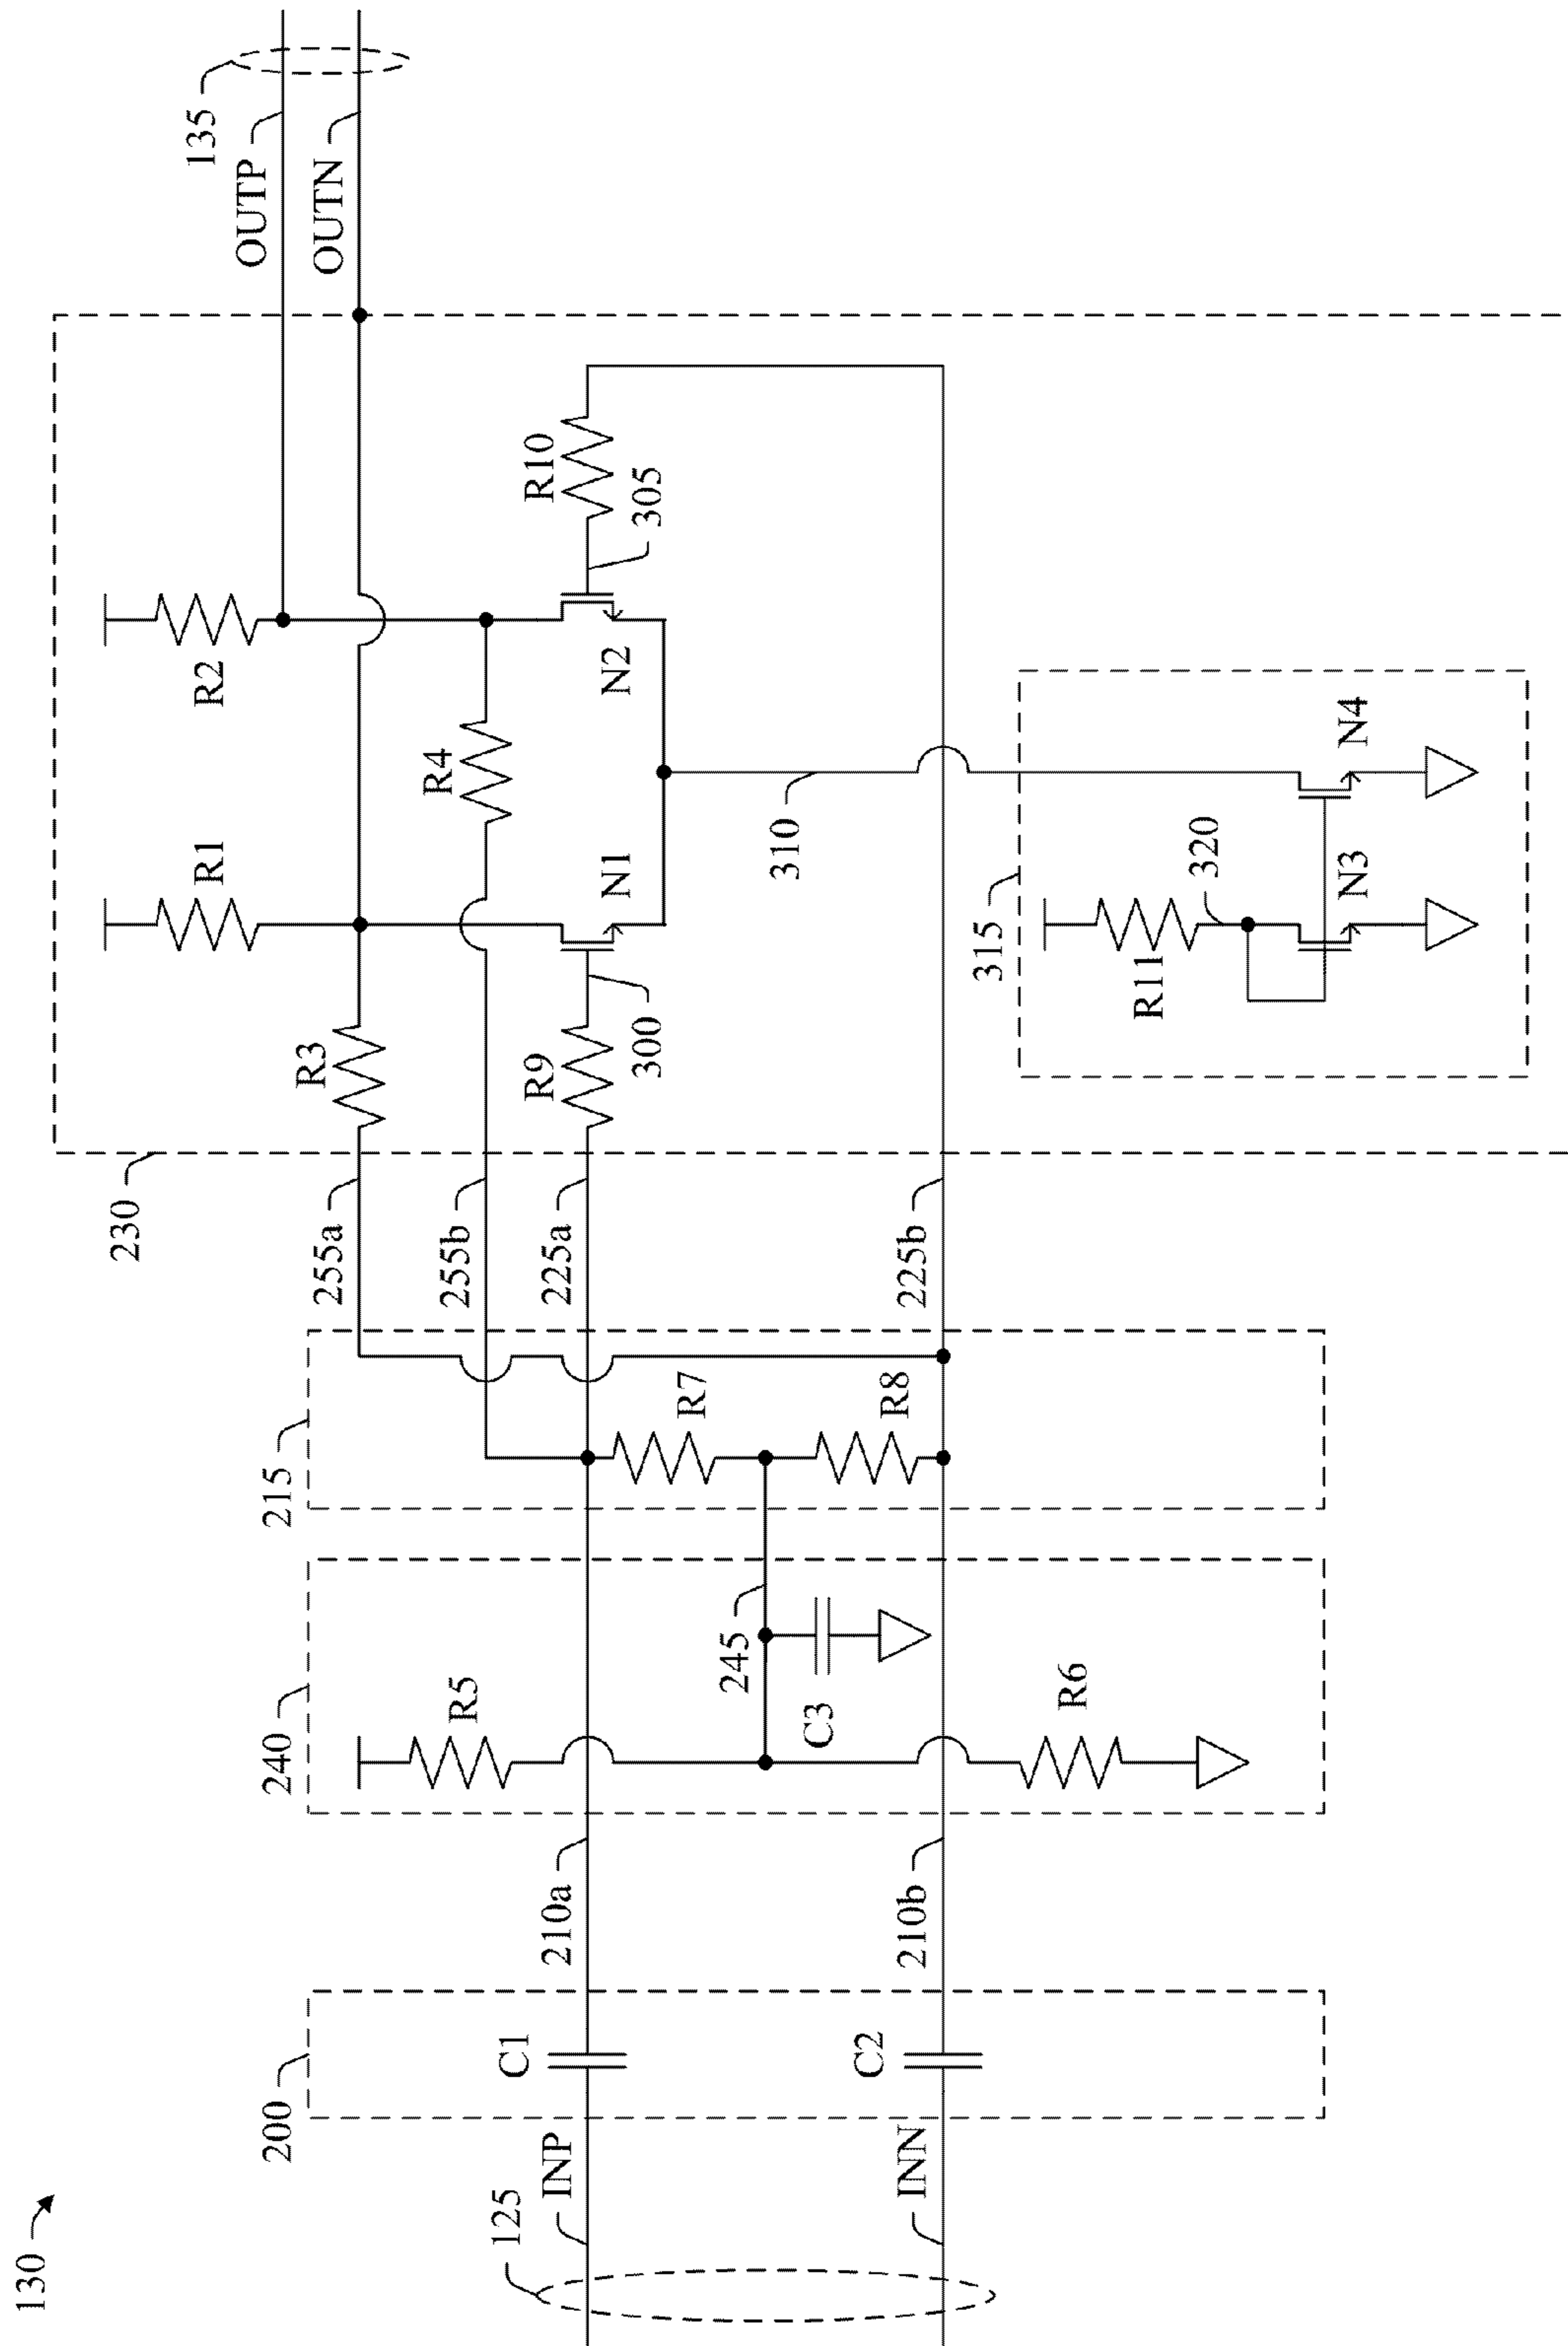 130
125
INP
INN
200
C1
C2
210a
210b
240
R5
245
C3
R6
215
R7
R8
255a
255b
225a
225b
230
R3
R9
300
R1
N1
R4
R2
N2
R10
305
310
315
R11
320
N3
N4
OUTP
OUTN
135